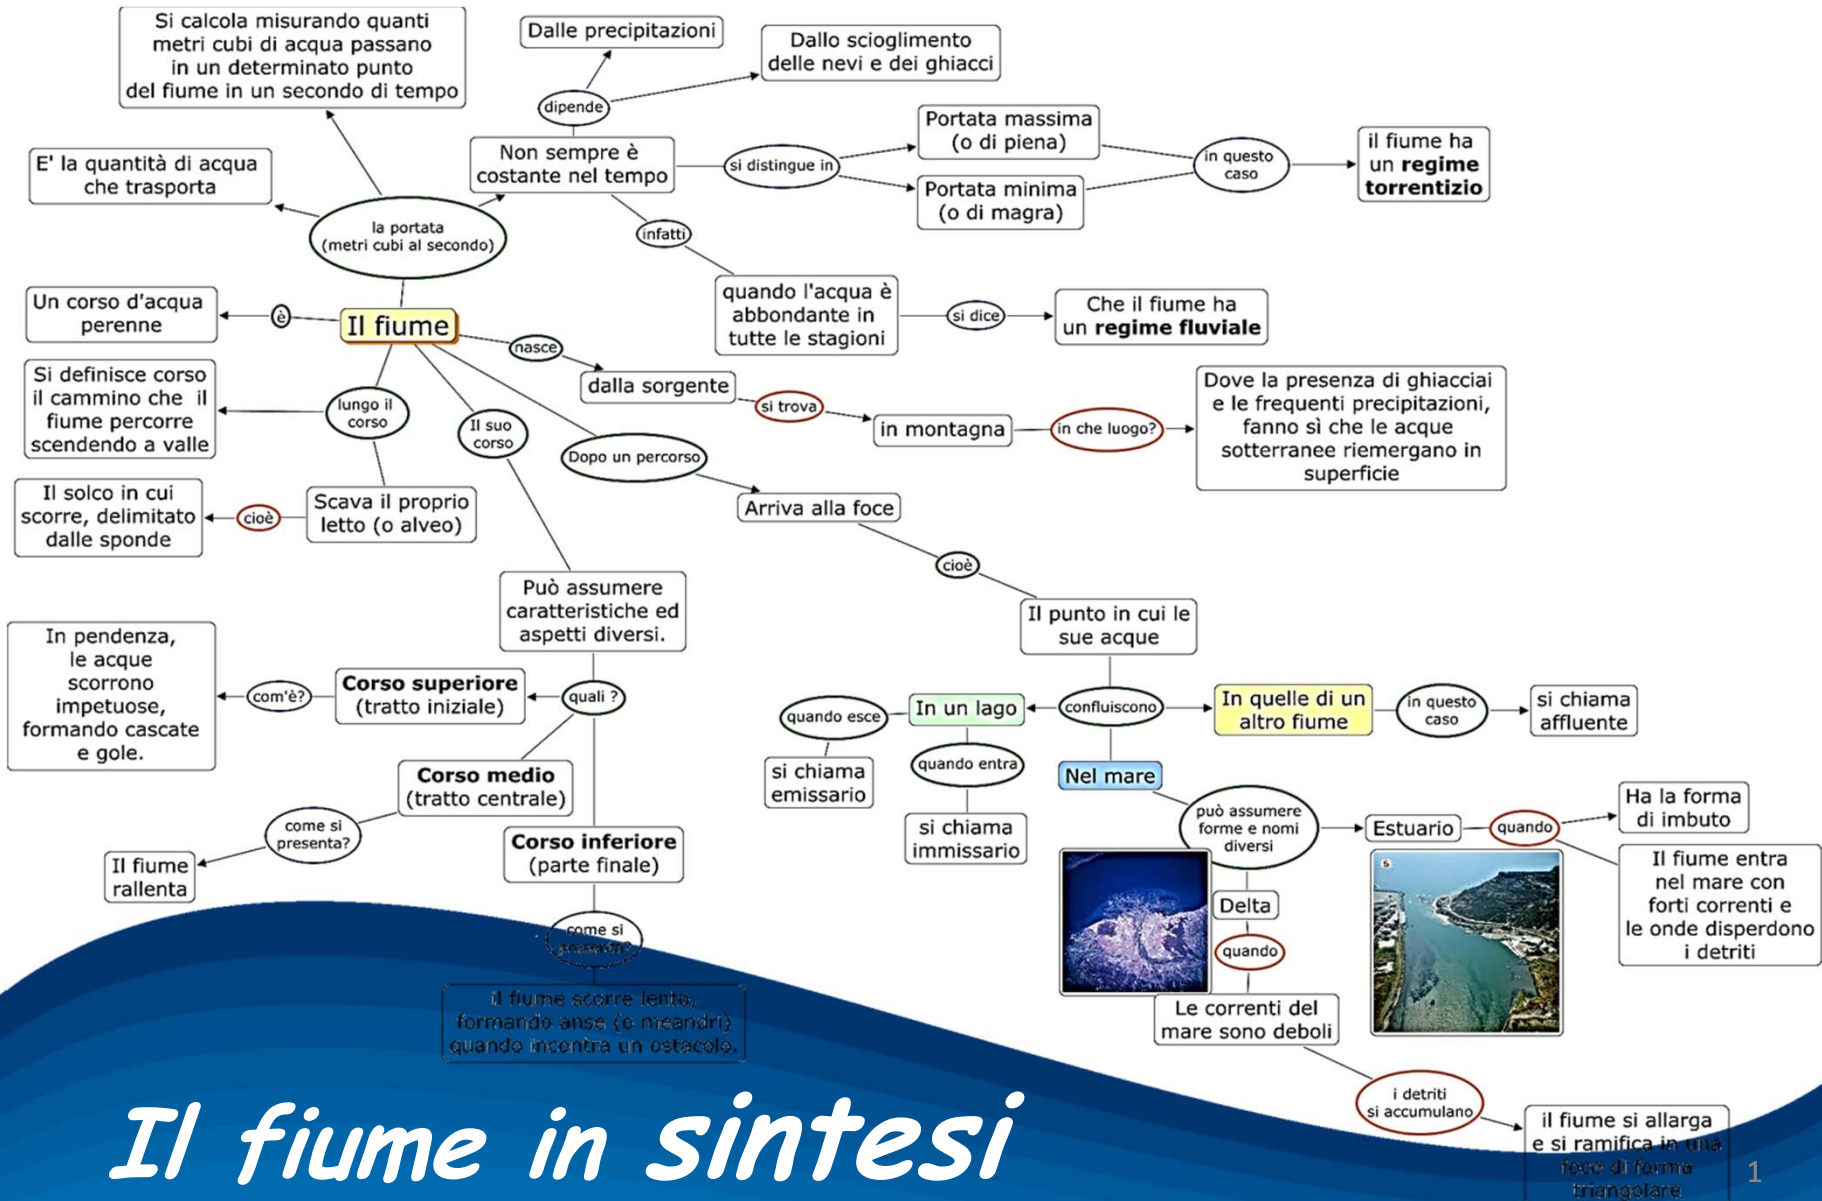 Si calcola misurando quanti
metri cubi di acqua passano
in un determinato punto
del fiume in un secondo di tempo
Dalle precipitazioni
Dallo scioglimento
delle nevi e dei ghiacci
dipende
E' la quantità di acqua
che trasporta
Non sempre è
costante nel tempo
si distingue in
Portata massima
(o di piena)
Portata minima
(o di magra)
in questo
caso
il fiume ha
un regime
torrentizio
la portata
(metri cubi al secondo)
infatti
quando l'acqua è
abbondante in
tutte le stagioni
si dice
Che il fiume ha
un regime fluviale
Un corso d'acqua
perenne
è
Il fiume
nasce
dalla sorgente
si trova
in montagna
in che luogo?
Dove la presenza di ghiacciai
e le frequenti precipitazioni,
fanno sì che le acque
sotterranee riemergano in
superficie
Si definisce corso
il cammino che il
fiume percorre
scendendo a valle
lungo il
corso
Il suo
corso
Dopo un percorso
Arriva alla foce
Il solco in cui
scorre, delimitato
dalle sponde
cioè
Scava il proprio
letto (o alveo)
cioè
Il punto in cui le
sue acque
Può assumere
caratteristiche ed
aspetti diversi.
In pendenza,
le acque
scorrono
impetuose,
formando cascate
e gole.
com'è?
Corso superiore
(tratto iniziale)
quali ?
Corso medio
(tratto centrale)
come si
presenta?
Il fiume
rallenta
Corso inferiore
(parte finale)
come si
presenta?
il fiume scorre lento,
formando anse (o meandri)
quando incontra un ostacolo.
quando esce
In un lago
confluiscono
In quelle di un
altro fiume
in questo
caso
si chiama
affluente
si chiama
emissario
quando entra
si chiama
immissario
Nel mare
può assumere
forme e nomi
diversi
Estuario
quando
Ha la forma
di imbuto
Il fiume entra
nel mare con
forti correnti e
le onde disperdono
i detriti
Delta
quando
Le correnti del
mare sono deboli
i detriti
si accumulano
il fiume si allarga
e si ramifica in una
foce di forma
triangolare
Il fiume in sintesi
1